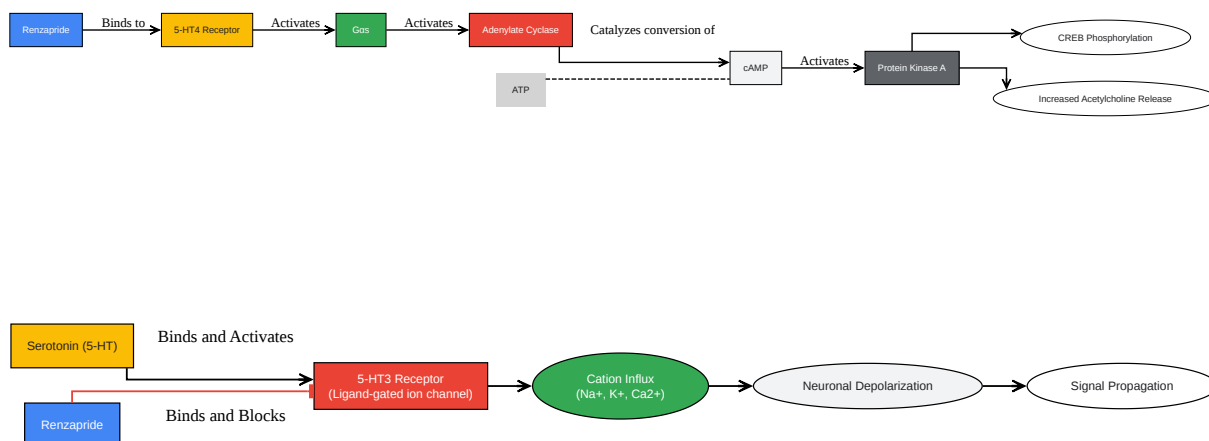 Renzapride
Binds to
5-HT4 Receptor
Activates
Gαs
Activates
Adenylate Cyclase
Catalyzes conversion of
ATP
cAMP
Activates
Protein Kinase A
CREB Phosphorylation
Increased Acetylcholine Release
Serotonin (5-HT)
Binds and Activates
Renzapride
Binds and Blocks
5-HT3 Receptor
(Ligand-gated ion channel)
Cation Influx
(Na+, K+, Ca2+)
Neuronal Depolarization
Signal Propagation